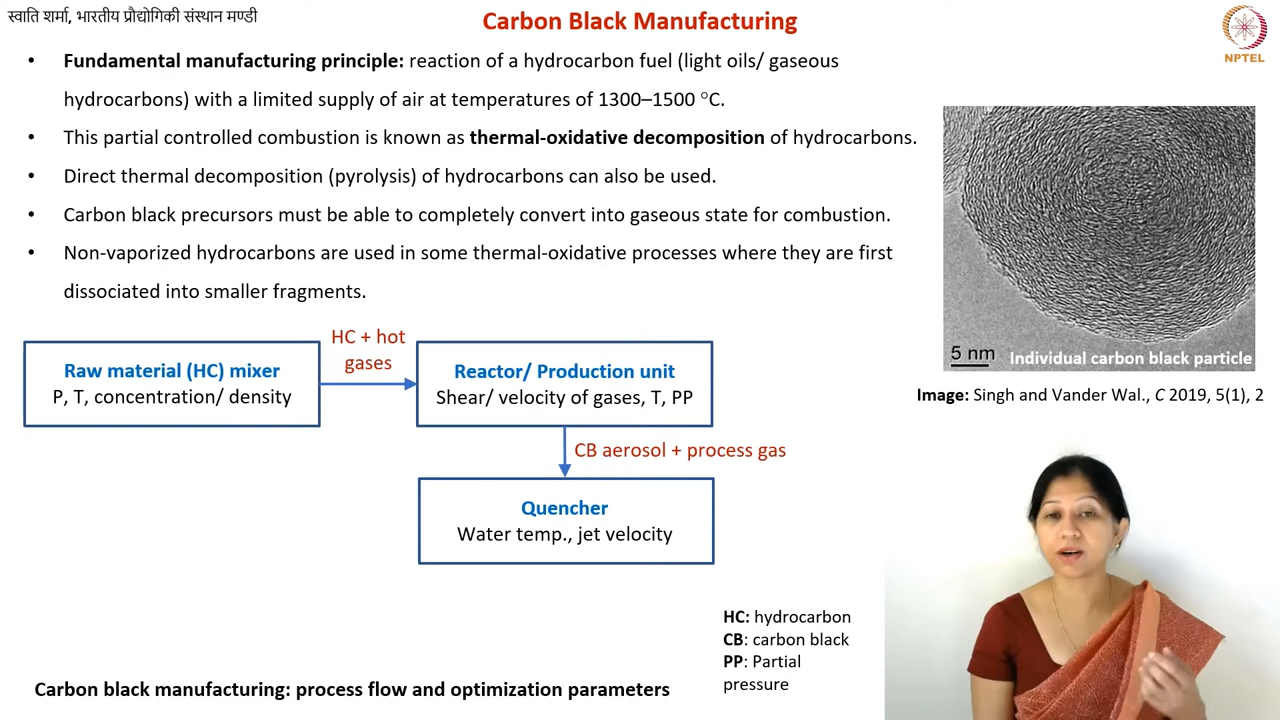 स्वाति शर्मा, भारतीय प्रौद्योगिकी संस्थान मण्डी
Carbon Black Manufacturing
NPTEL
• Fundamental manufacturing principle: reaction of a hydrocarbon fuel (light oils/ gaseous
hydrocarbons) with a limited supply of air at temperatures of 1300–1500 °C.
• This partial controlled combustion is known as thermal-oxidative decomposition of hydrocarbons.
• Direct thermal decomposition (pyrolysis) of hydrocarbons can also be used.
• Carbon black precursors must be able to completely convert into gaseous state for combustion.
• Non-vaporized hydrocarbons are used in some thermal-oxidative processes where they are first
dissociated into smaller fragments.
5 nm
Individual carbon black particle
Image: Singh and Vander Wal., C 2019, 5(1), 2
Raw material (HC) mixer
P, T, concentration/ density
HC + hot
gases
Reactor/ Production unit
Shear/ velocity of gases, T, PP
CB aerosol + process gas
Quencher
Water temp., jet velocity
HC: hydrocarbon
CB: carbon black
PP: Partial
pressure
Carbon black manufacturing: process flow and optimization parameters